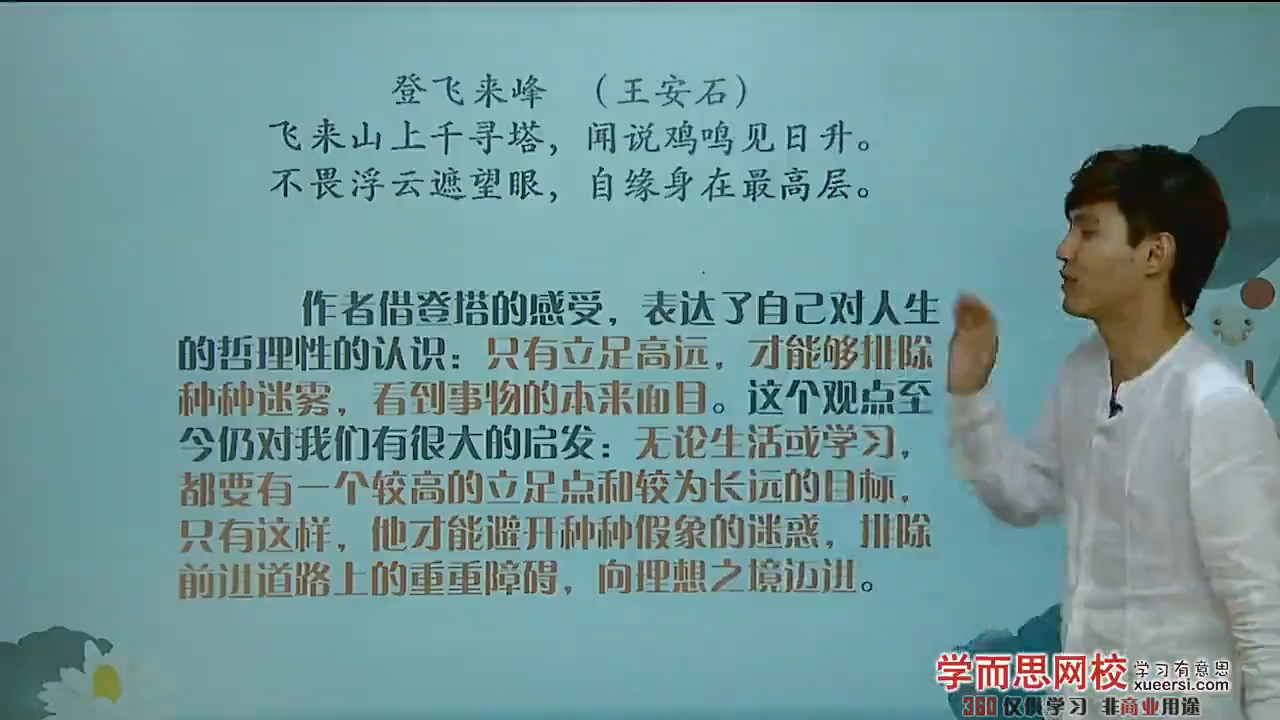 登飞来峰 （王安石）
飞来山上千寻塔，闻说鸡鸣见日升。
不畏浮云遮望眼，自缘身在最高层。
作者借登塔的感受，表达了自己对人生
的哲理性的认识：只有立足高远，才能够排除
种种迷雾，看到事物的本来面目。这个观点至
今仍对我们有很大的启发：无论生活或学习，
都要有一个较高的立足点和较为长远的目标，
只有这样，他才能避开种种假象的迷惑，排除
前进道路上的重重障碍，向理想之境迈进。
学而思网校
学习有意思
xueersi.com
360 仅供学习 非商业用途